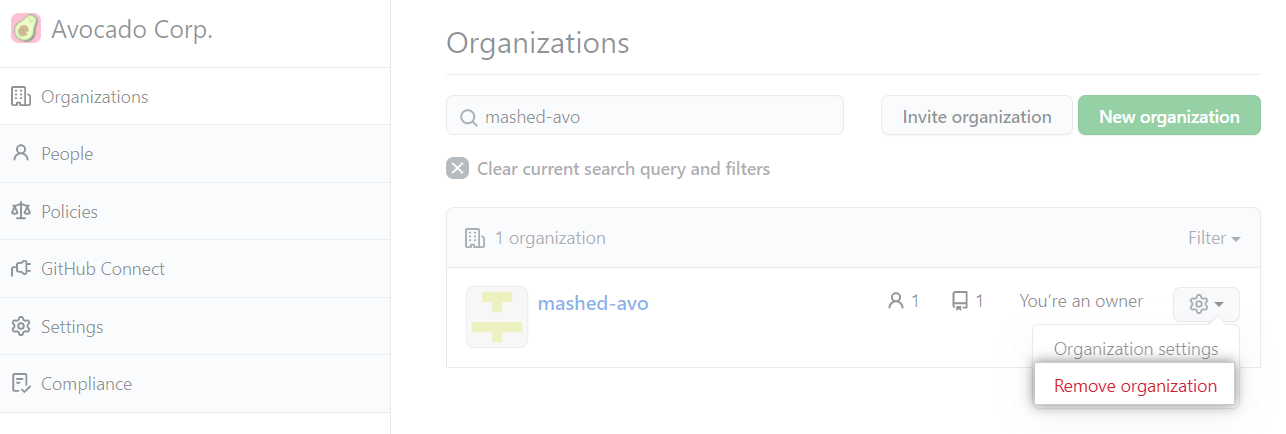 Avocado Corp.
Organizations
People
Policies
GitHub Connect
Settings
Compliance
Organizations
mashed-avo
Invite organization
New organization
Clear current search query and filters
1 organization
Filter
mashed-avo
1
1
You’re an owner
Organization settings
Remove organization